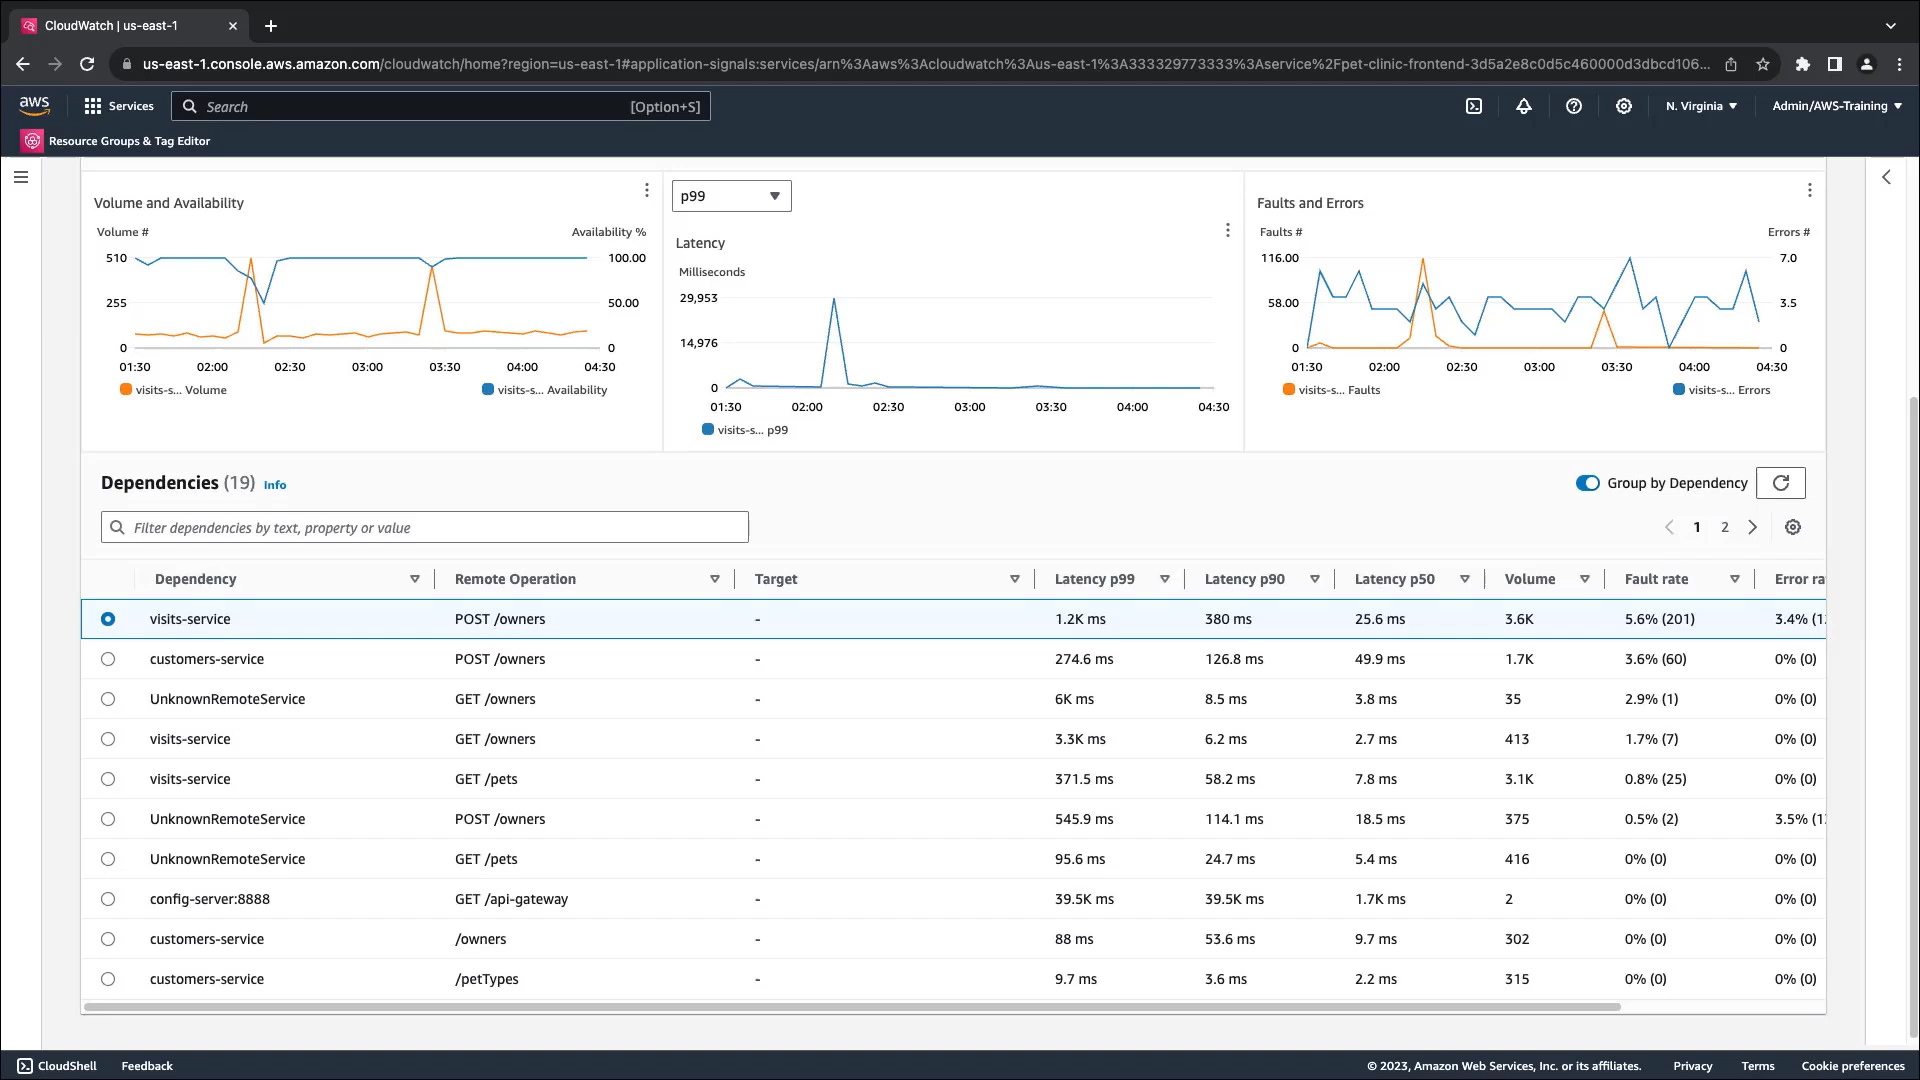 CloudWatch | us-east-1
us-east-1.console.aws.amazon.com/cloudwatch/home?region=us-east-1#application-signals:services/arn%3Aaws%3Acloudwatch%3Aus-east-1%3A333329773333%3Aservice%2Fpet-clinic-frontend-3d5a2e8c0d5c460000d3dbcd106...
aws Services Search [Option+S] N. Virginia Admin/AWS-Training
Resource Groups & Tag Editor
Volume and Availability
Volume # Availability %
510 100.00
255 50.00
0 0
01:30 02:00 02:30 03:00 03:30 04:00 04:30
visits-s... Volume visits-s... Availability
p99
Latency
Milliseconds
29,953
14,976
0
01:30 02:00 02:30 03:00 03:30 04:00 04:30
visits-s... p99
Faults and Errors
Faults # Errors #
116.00 7.0
58.00 3.5
0 0
01:30 02:00 02:30 03:00 03:30 04:00 04:30
visits-s... Faults visits-s... Errors
Dependencies (19) Info Group by Dependency
Filter dependencies by text, property or value 1 2
Dependency Remote Operation Target Latency p99 Latency p90 Latency p50 Volume Fault rate Error ra
visits-service POST /owners - 1.2K ms 380 ms 25.6 ms 3.6K 5.6% (201) 3.4% (1
customers-service POST /owners - 274.6 ms 126.8 ms 49.9 ms 1.7K 3.6% (60) 0% (0)
UnknownRemoteService GET /owners - 6K ms 8.5 ms 3.8 ms 35 2.9% (1) 0% (0)
visits-service GET /owners - 3.3K ms 6.2 ms 2.7 ms 413 1.7% (7) 0% (0)
visits-service GET /pets - 371.5 ms 58.2 ms 7.8 ms 3.1K 0.8% (25) 0% (0)
UnknownRemoteService POST /owners - 545.9 ms 114.1 ms 18.5 ms 375 0.5% (2) 3.5% (1
UnknownRemoteService GET /pets - 95.6 ms 24.7 ms 5.4 ms 416 0% (0) 0% (0)
config-server:8888 GET /api-gateway - 39.5K ms 39.5K ms 1.7K ms 2 0% (0) 0% (0)
customers-service /owners - 88 ms 53.6 ms 9.7 ms 302 0% (0) 0% (0)
customers-service /petTypes - 9.7 ms 3.6 ms 2.2 ms 315 0% (0) 0% (0)
CloudShell Feedback © 2023, Amazon Web Services, Inc. or its affiliates. Privacy Terms Cookie preferences